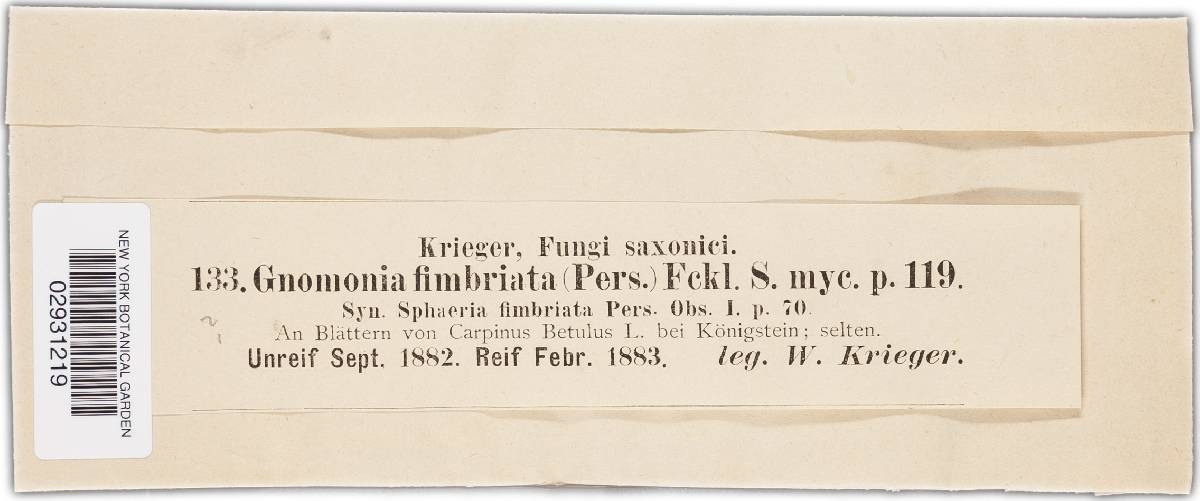 Krieger, Fungi saxonici.
133. Gnomonia fimbriata (Pers.) Fckl. S. myc. p. 119.
Syn. Sphaeria fimbriata Pers. Obs. I. p. 70.
An Blättern von Carpinus Betulus L. bei Königstein; selten.
Unreif Sept. 1882. Reif Febr. 1883. leg. W. Krieger.
NEW YORK BOTANICAL GARDEN
02931219